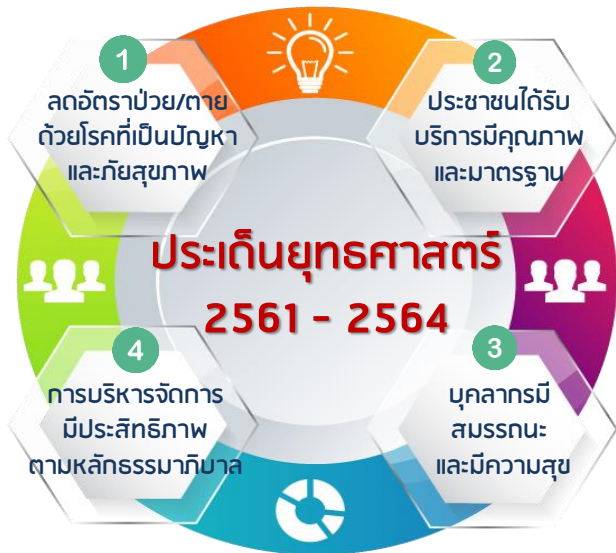 1
ลดอัตราป่วย/ตาย
ด้วยโรคที่เป็นปัญหา
และภัยสุขภาพ
2
ประชาชนได้รับ
บริการมีคุณภาพ
และมาตรฐาน
ประเด็นยุทธศาสตร์
2561 - 2564
4
การบริหารจัดการ
มีประสิทธิภาพ
ตามหลักธรรมาภิบาล
3
บุคลากรมี
สมรรถนะ
และมีความสุข